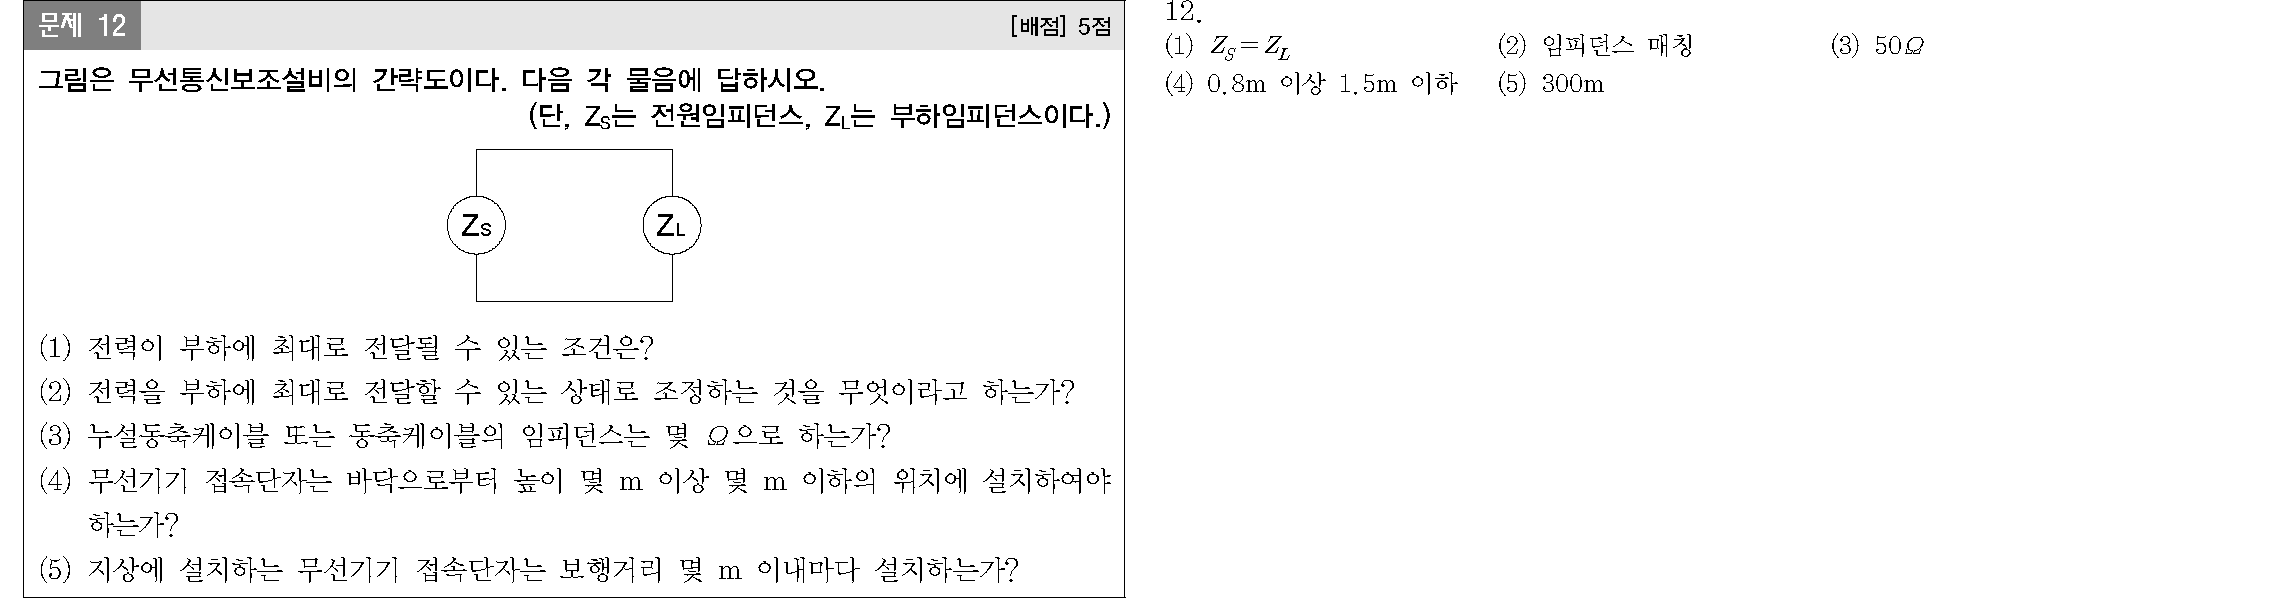 문제 12
[배점] 5점
그림은 무선통신보조설비의 간략도이다. 다음 각 물음에 답하시오.
(단, ZS는 전원임피던스, ZL는 부하임피던스이다.)
ZS
ZL
(1) 전력이 부하에 최대로 전달될 수 있는 조건은?
(2) 전력을 부하에 최대로 전달할 수 있는 상태로 조정하는 것을 무엇이라고 하는가?
(3) 누설동축케이블 또는 동축케이블의 임피던스는 몇 Ω으로 하는가?
(4) 무선기기 접속단자는 바닥으로부터 높이 몇 m 이상 몇 m 이하의 위치에 설치하여야
하는가?
(5) 지상에 설치하는 무선기기 접속단자는 보행거리 몇 m 이내마다 설치하는가?
12.
(1) ZS=ZL
(2) 임피던스 매칭
(3) 50Ω
(4) 0.8m 이상 1.5m 이하
(5) 300m